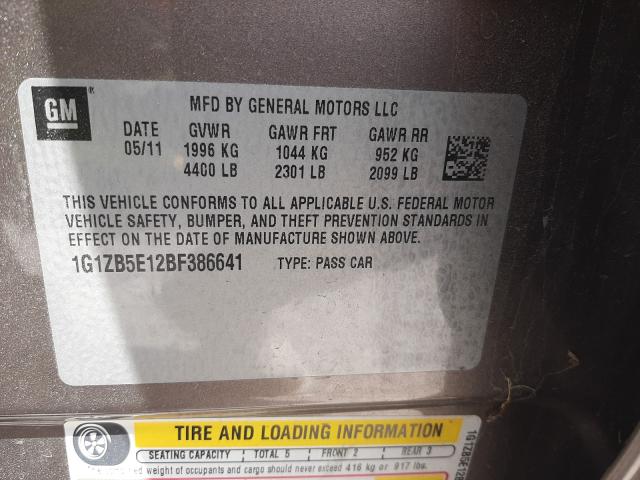 GM
®
MFD BY GENERAL MOTORS LLC
DATE GVWR GAWR FRT GAWR RR
05/11 1996 KG 1044 KG 952 KG
4400 LB 2301 LB 2099 LB
THIS VEHICLE CONFORMS TO ALL APPLICABLE U.S. FEDERAL MOTOR
VEHICLE SAFETY, BUMPER, AND THEFT PREVENTION STANDARDS IN
EFFECT ON THE DATE OF MANUFACTURE SHOWN ABOVE.
1G1ZB5E12BF386641 TYPE: PASS CAR
TIRE AND LOADING INFORMATION
SEATING CAPACITY TOTAL 5 FRONT 2 REAR 3
The combined weight of occupants and cargo should never exceed 416 kg or 917 lbs.
1G1ZB5E12B